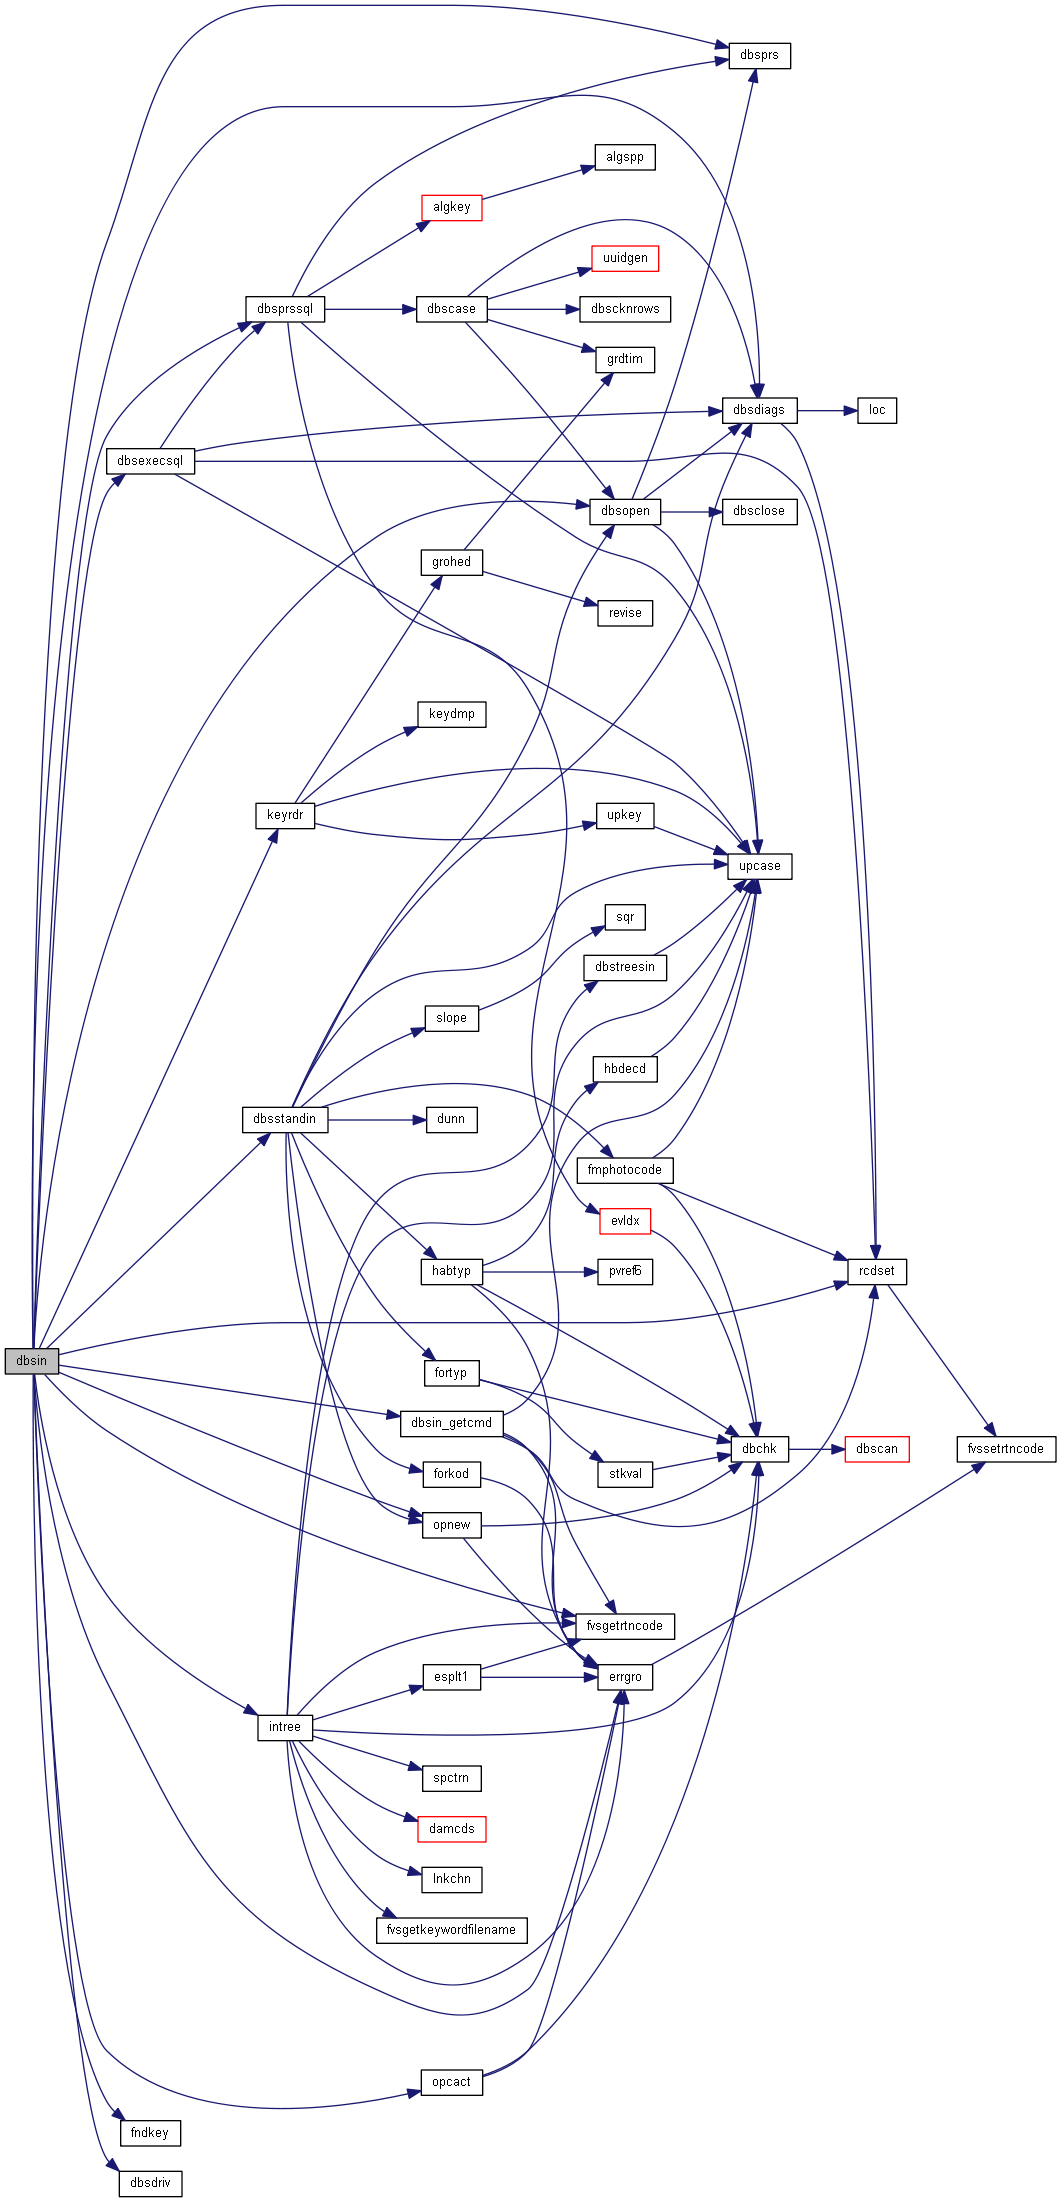 dbsprs
algspp
algkey
uuidgen
dbsprssql
dbscase
dbscknrows
grdtim
dbsdiags
loc
dbsexecsql
dbsopen
dbsclose
grohed
revise
keydmp
keyrdr
upkey
upcase
sqr
dbstreesin
slope
hbdecd
dbsstandin
dunn
fmphotocode
evldx
habtyp
pvref6
rcdset
dbsin
fortyp
dbsin_getcmd
dbchk
dbscan
fvssetrtncode
forkod
stkval
opnew
fvsgetrtncode
esplt1
errgro
intree
spctrn
damcds
lnkchn
fvsgetkeywordfilename
opcact
fndkey
dbsdriv